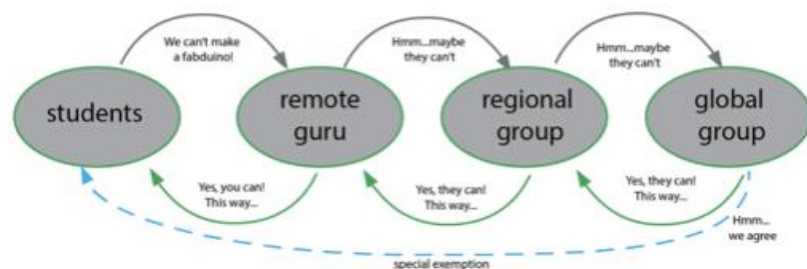 We can't make
a fabduino!
Hmm...maybe
they can't
Hmm...maybe
they can't
students
remote
guru
regional
group
global
group
Yes, you can!
This way...
Yes, they can!
This way...
Yes, they can!
This way...
Hmm...
we agree
special exemption